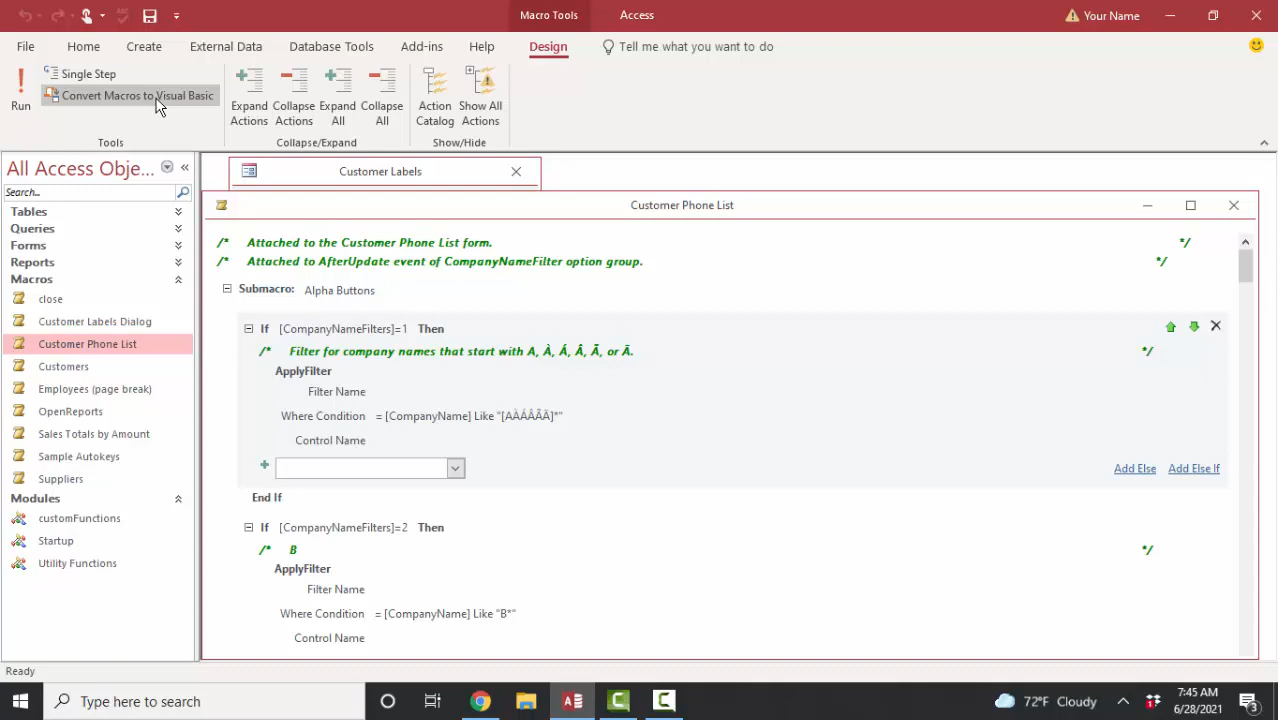 Macro Tools
Access
Your Name
File
Home
Create
External Data
Database Tools
Add-ins
Help
Design
Tell me what you want to do
Run
Single Step
Convert Macros to Visual Basic
Expand Actions
Collapse Actions
Expand All
Collapse All
Action Catalog
Show All Actions
Tools
Collapse/Expand
Show/Hide
All Access Obje...
Search...
Tables
Queries
Forms
Reports
Macros
close
Customer Labels Dialog
Customer Phone List
Customers
Employees (page break)
OpenReports
Sales Totals by Amount
Sample Autokeys
Suppliers
Modules
customFunctions
Startup
Utility Functions
Customer Labels
Customer Phone List
/* Attached to the Customer Phone List form. */
/* Attached to AfterUpdate event of CompanyNameFilter option group. */
Submacro: Alpha Buttons
If [CompanyNameFilters]=1 Then
/* Filter for company names that start with A, À, Á, Â, Ã, or Ä. */
ApplyFilter
Filter Name
Where Condition = [CompanyName] Like "[AÀÁÂÃÄ]*"
Control Name
Add Else Add Else If
End If
If [CompanyNameFilters]=2 Then
/* B */
ApplyFilter
Filter Name
Where Condition = [CompanyName] Like "B*"
Control Name
Ready
Type here to search
72°F Cloudy
1
7:45 AM
6/28/2021
3